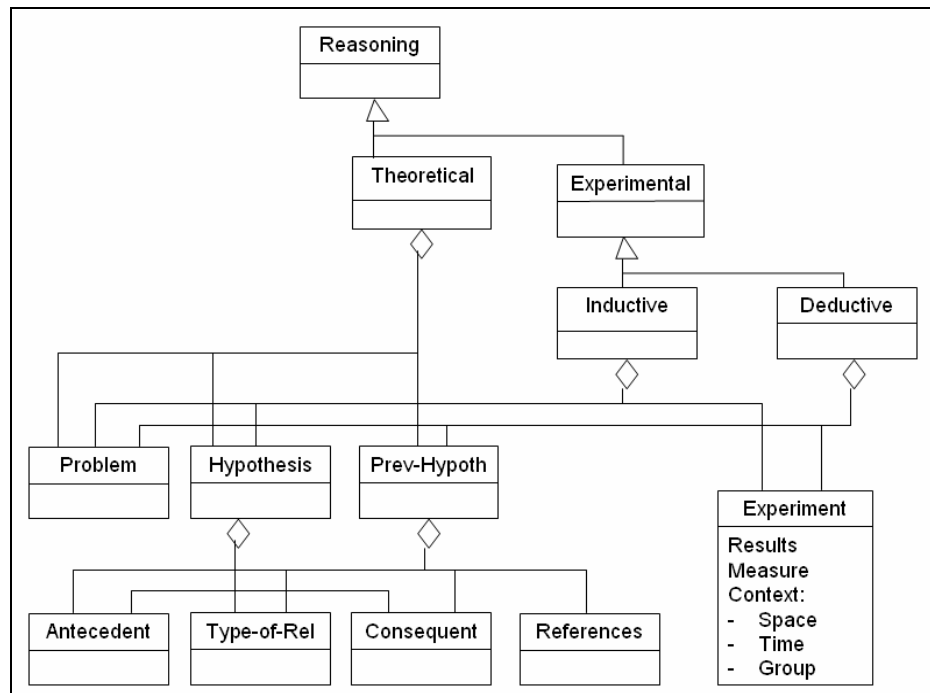 Reasoning
Theoretical
Experimental
Inductive
Deductive
Problem
Hypothesis
Prev-Hypoth
Experiment
Results
Measure
Context:
- Space
- Time
- Group
Antecedent
Type-of-Rel
Consequent
References